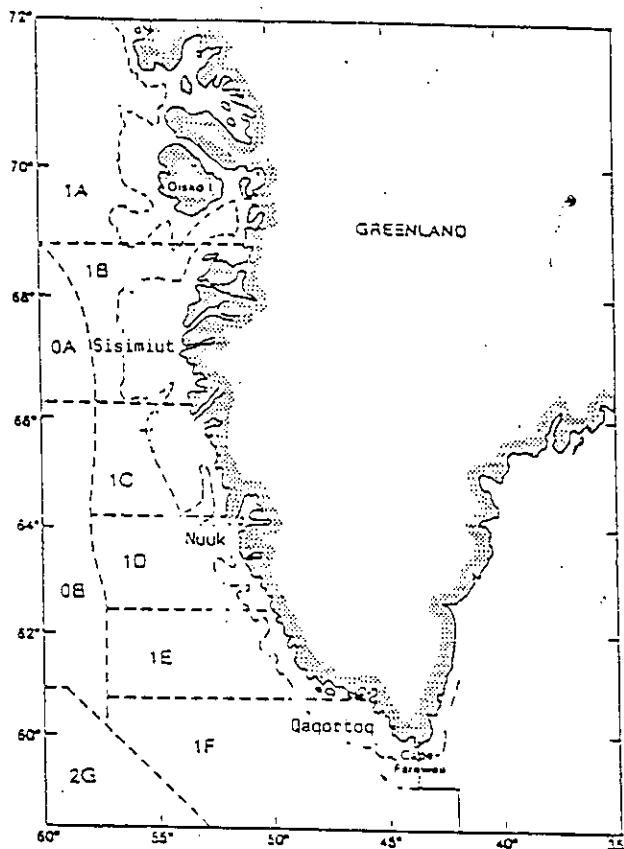 72°
70°
Disko I.
1A
GREENLAND
1B
68°
0A Sisimiut
66°
1C
64°
Nuuk
1D
0B
62°
1E
60°
Qaqortoq
1F
Cape
Farewell
2G
60° 55° 50° 45° 40° 35